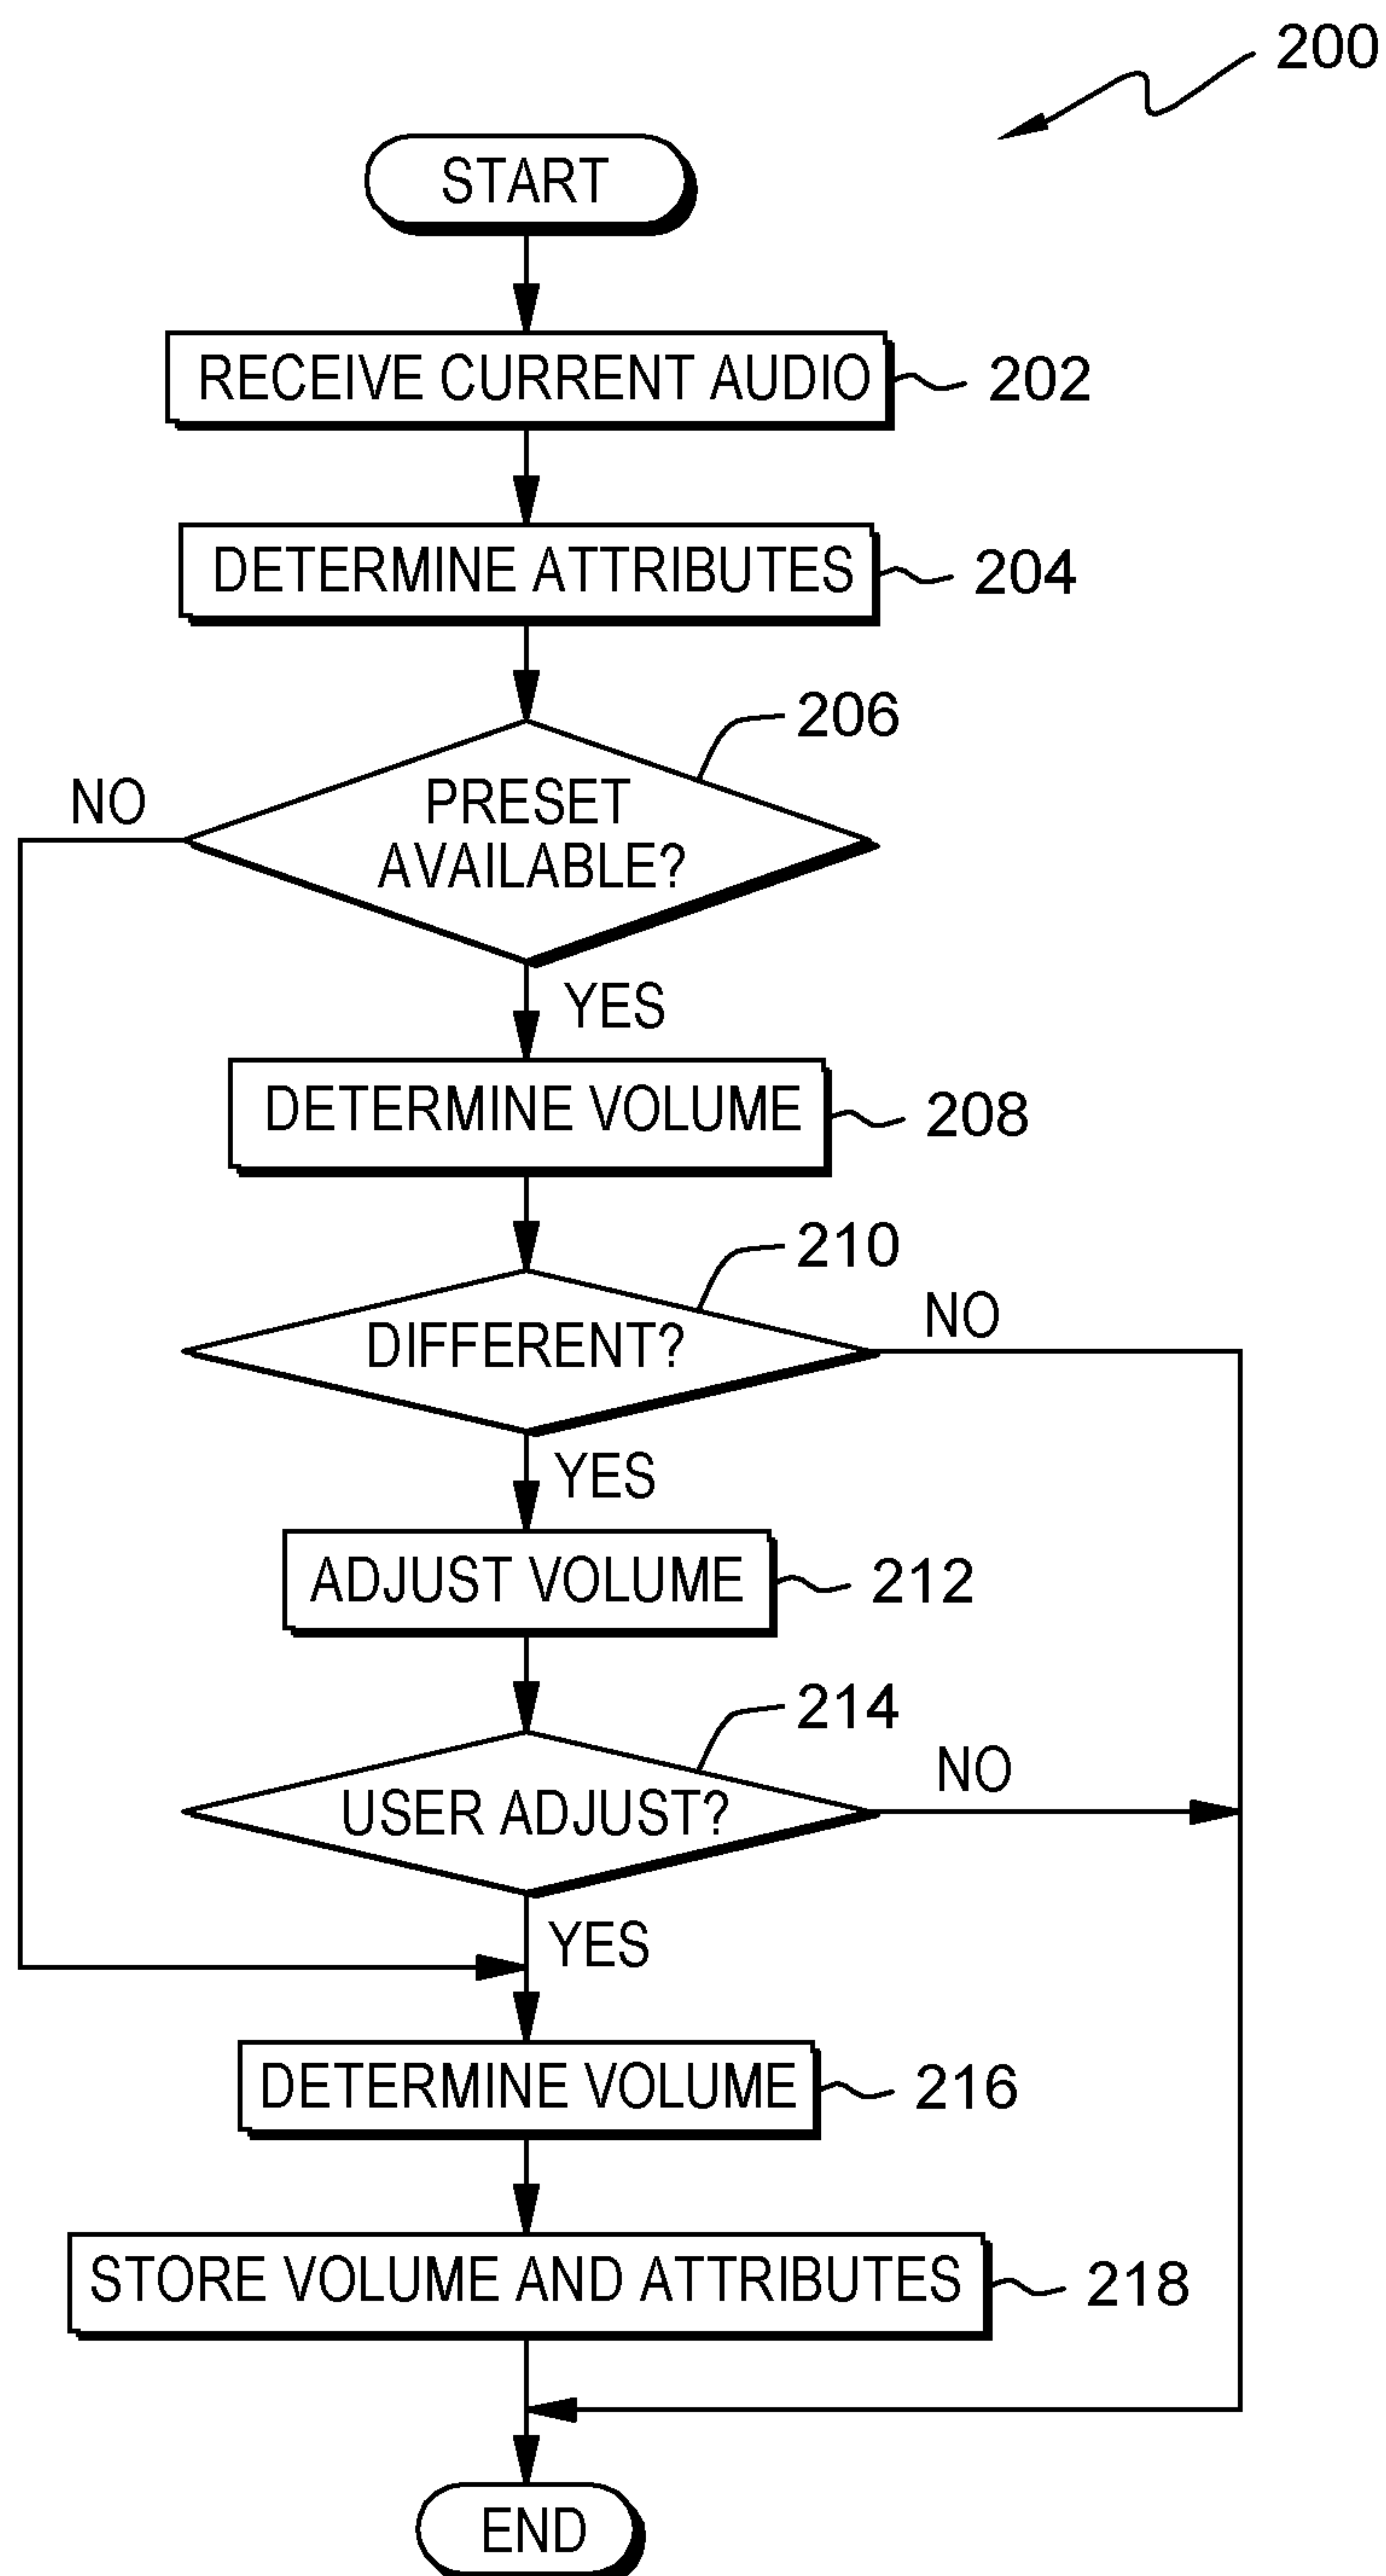 200
START
RECEIVE CURRENT AUDIO
202
DETERMINE ATTRIBUTES
204
206
NO
PRESET
AVAILABLE?
YES
DETERMINE VOLUME
208
210
NO
DIFFERENT?
YES
ADJUST VOLUME
212
214
NO
USER ADJUST?
YES
DETERMINE VOLUME
216
STORE VOLUME AND ATTRIBUTES
218
END